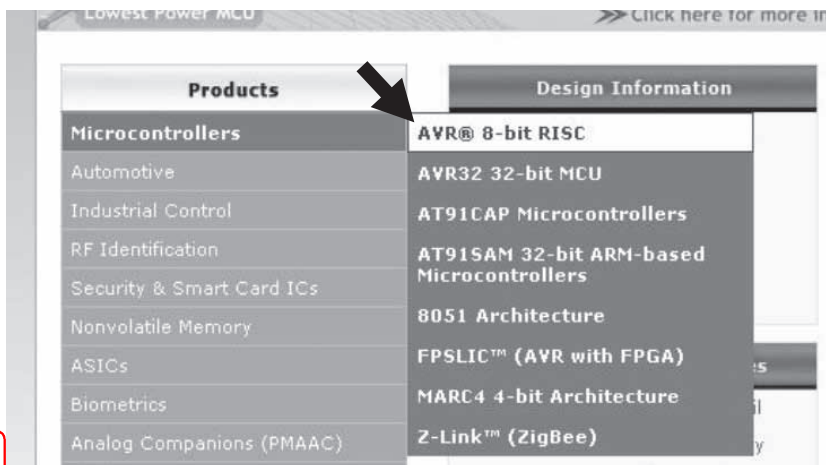 Lowest Power MCU
Click here for more in
Products
Design Information
Microcontrollers
Automotive
Industrial Control
RF Identification
Security & Smart Card ICs
Nonvolatile Memory
ASICs
Biometrics
Analog Companions (PMAAC)
AVR® 8-bit RISC
AVR32 32-bit MCU
AT91CAP Microcontrollers
AT91SAM 32-bit ARM-based
Microcontrollers
8051 Architecture
FPSLIC™ (AVR with FPGA)
MARC4 4-bit Architecture
Z-Link™ (ZigBee)